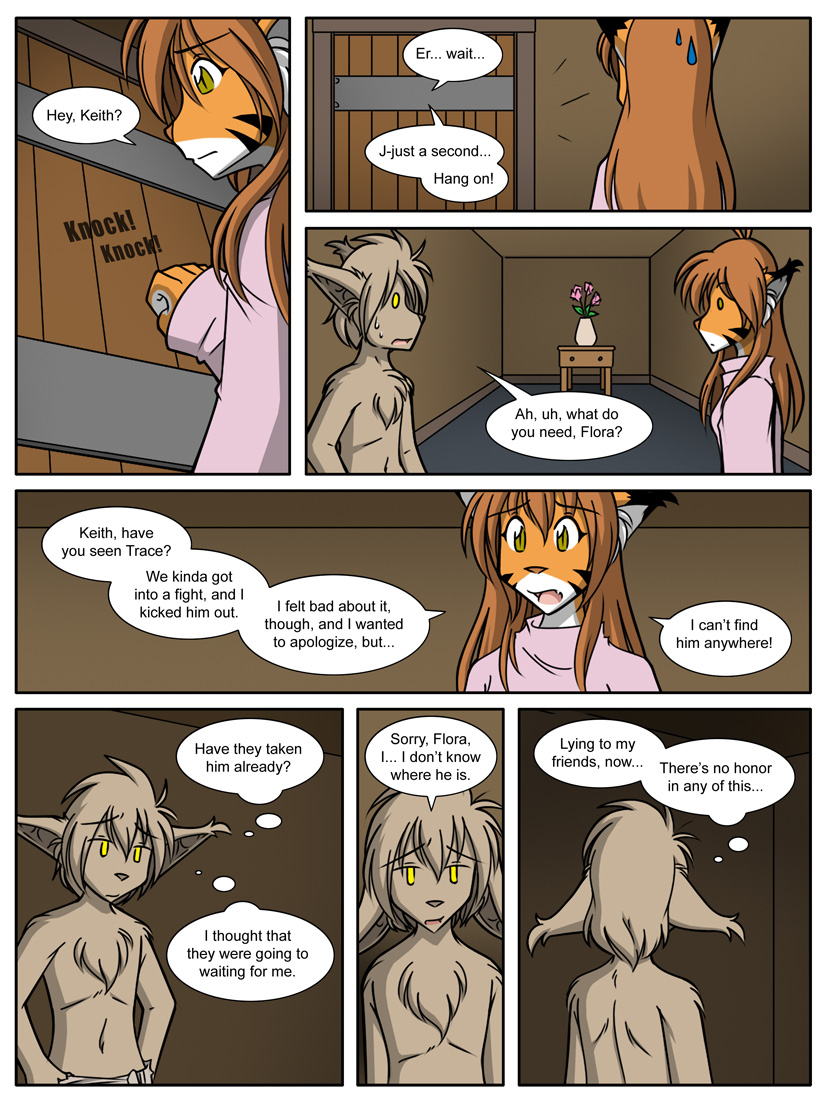 Hey, Keith?
Knock!
Knock!
Er... wait...
J-just a second...
Hang on!
Ah, uh, what do
you need, Flora?
Keith, have
you seen Trace?
We kinda got
into a fight, and I
kicked him out.
I felt bad about it,
though, and I wanted
to apologize, but...
I can't find
him anywhere!
Have they taken
him already?
I thought that
they were going to
waiting for me.
Sorry, Flora,
I... I don't know
where he is.
Lying to my
friends, now...
There's no honor
in any of this...